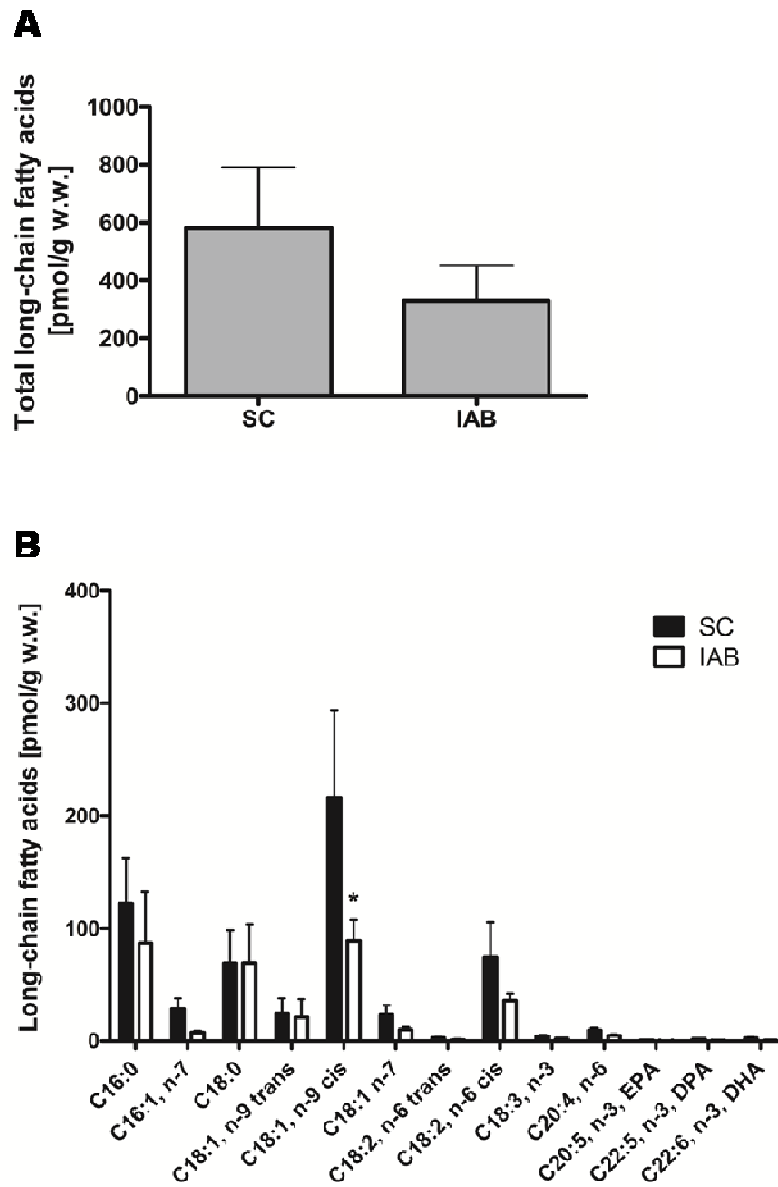 A
Total long-chain fatty acids
[pmol/g w.w.]
1000
800
600
400
200
0
SC
IAB
B
Long-chain fatty acids [pmol/g w.w.]
400
300
200
100
0
SC
IAB
*
C16:0
C16:1, n-7
C18:0
C18:1, n-9 trans
C18:1, n-9 cis
C18:1 n-7
C18:2, n-6 trans
C18:2, n-6 cis
C18:3, n-3
C20:4, n-6
C20:5, n-3, EPA
C22:5, n-3, DPA
C22:6, n-3, DHA